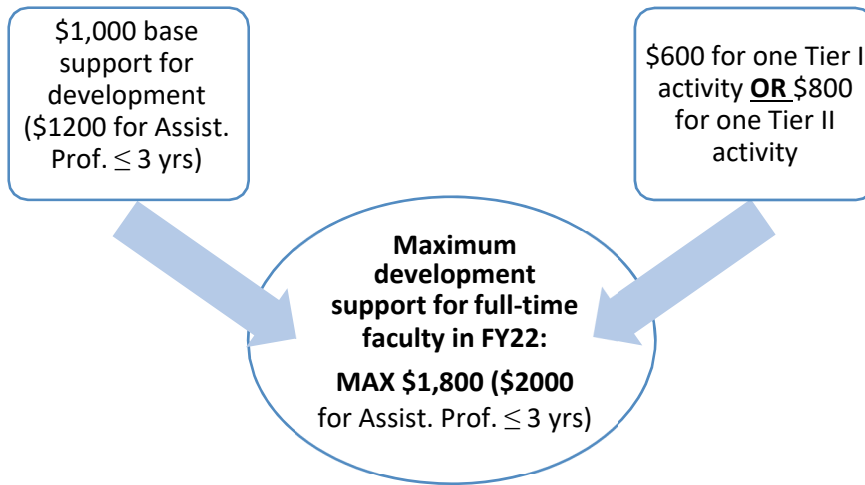 $1,000 base
support for
development
($1200 for Assist.
Prof. ≤ 3 yrs)
$600 for one Tier I
activity OR $800
for one Tier II
activity
Maximum
development
support for full-time
faculty in FY22:
MAX $1,800 ($2000
for Assist. Prof. ≤ 3 yrs)